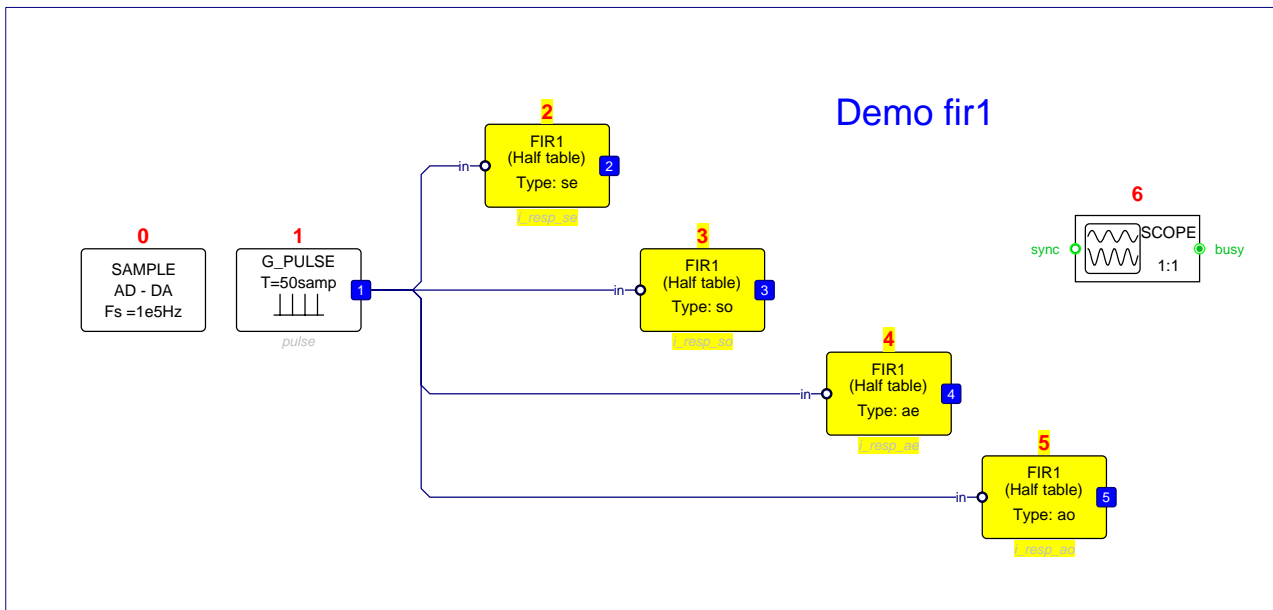 Demo fir1
2
FIR1
(Half table)
Type: se
in
2
i_resp_se
0
SAMPLE
AD - DA
Fs =1e5Hz
1
G_PULSE
T=50samp
1
pulse
3
FIR1
(Half table)
Type: so
in
3
i_resp_so
6
SCOPE
1:1
sync
busy
4
FIR1
(Half table)
Type: ae
in
4
i_resp_ae
5
FIR1
(Half table)
Type: ao
in
5
i_resp_ao